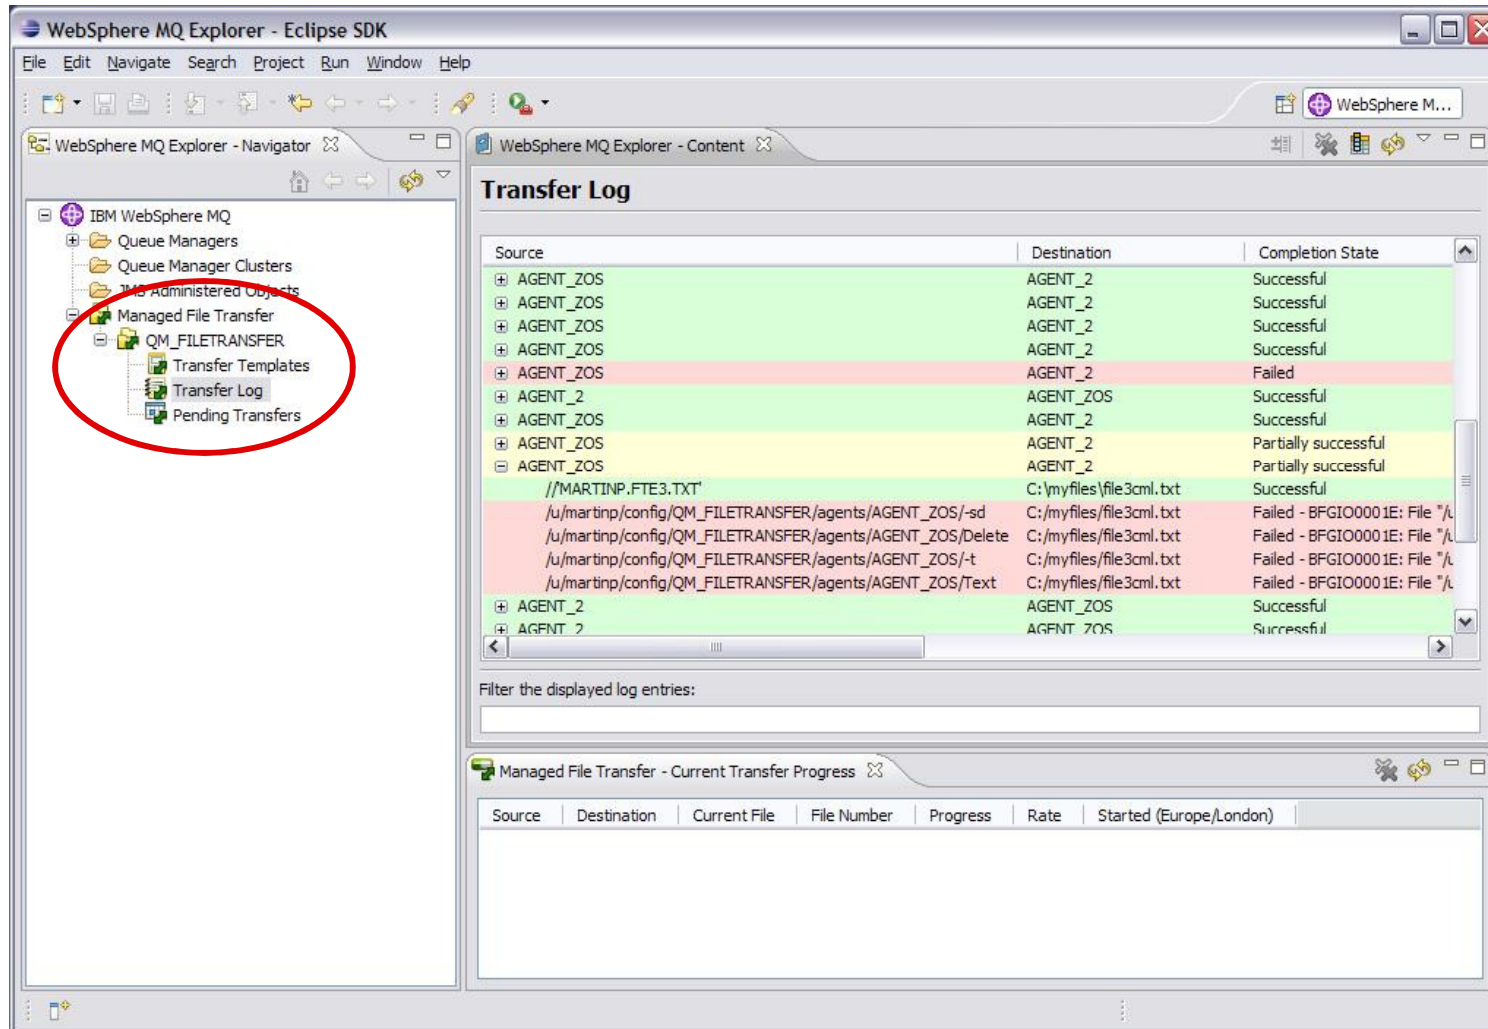 WebSphere MQ Explorer - Eclipse SDK
File Edit Navigate Search Project Run Window Help
WebSphere M...
WebSphere MQ Explorer - Navigator
IBM WebSphere MQ
Queue Managers
Queue Manager Clusters
JMS Administered Objects
Managed File Transfer
QM_FILETRANSFER
Transfer Templates
Transfer Log
Pending Transfers
WebSphere MQ Explorer - Content
Transfer Log
Source Destination Completion State
AGENT_ZOS AGENT_2 Successful
AGENT_ZOS AGENT_2 Successful
AGENT_ZOS AGENT_2 Successful
AGENT_ZOS AGENT_2 Successful
AGENT_ZOS AGENT_2 Failed
AGENT_2 AGENT_ZOS Successful
AGENT_ZOS AGENT_2 Successful
AGENT_ZOS AGENT_2 Partially successful
AGENT_ZOS AGENT_2 Partially successful
//'MARTINP.FTE3.TXT' C:\myfiles\file3cml.txt Successful
/u/martinp/config/QM_FILETRANSFER/agents/AGENT_ZOS/-sd C:/myfiles/file3cml.txt Failed - BFGIO0001E: File "/u
/u/martinp/config/QM_FILETRANSFER/agents/AGENT_ZOS/Delete C:/myfiles/file3cml.txt Failed - BFGIO0001E: File "/u
/u/martinp/config/QM_FILETRANSFER/agents/AGENT_ZOS/-t C:/myfiles/file3cml.txt Failed - BFGIO0001E: File "/u
/u/martinp/config/QM_FILETRANSFER/agents/AGENT_ZOS/Text C:/myfiles/file3cml.txt Failed - BFGIO0001E: File "/u
AGENT_2 AGENT_ZOS Successful
AGENT_2 AGENT_ZOS Successful
Filter the displayed log entries:
Managed File Transfer - Current Transfer Progress
Source Destination Current File File Number Progress Rate Started (Europe/London)